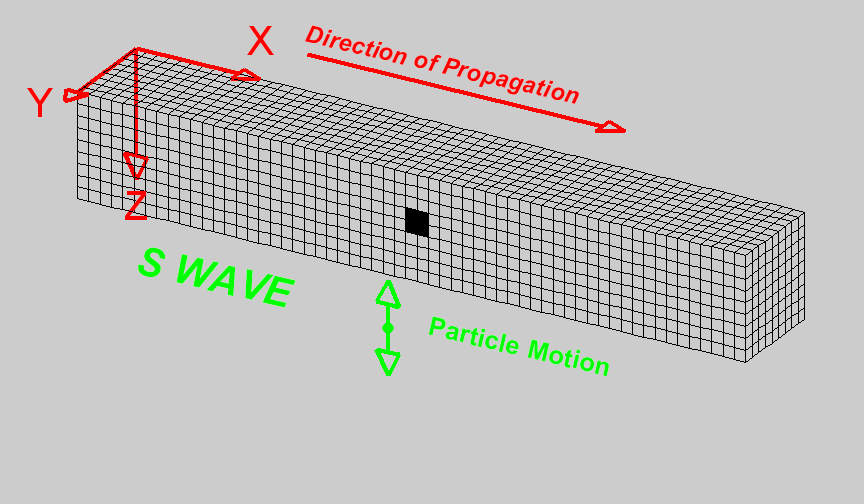 X
Direction of Propagation
Y
Z
S WAVE
Particle Motion